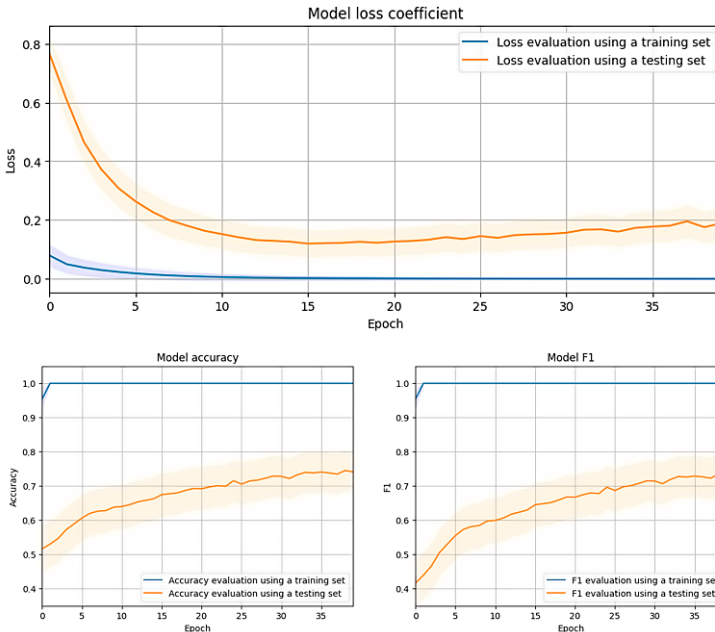 Model loss coefficient
Loss evaluation using a training set
Loss evaluation using a testing set
0.8
0.6
0.4
0.2
0.0
Loss
0 5 10 15 20 25 30 35
Epoch
Model accuracy
1.0
0.9
0.8
0.7
0.6
0.5
0.4
Accuracy
Accuracy evaluation using a training set
Accuracy evaluation using a testing set
0 5 10 15 20 25 30 35
Epoch
Model F1
1.0
0.9
0.8
0.7
0.6
0.5
0.4
F1
F1 evaluation using a training set
F1 evaluation using a testing set
0 5 10 15 20 25 30 35
Epoch